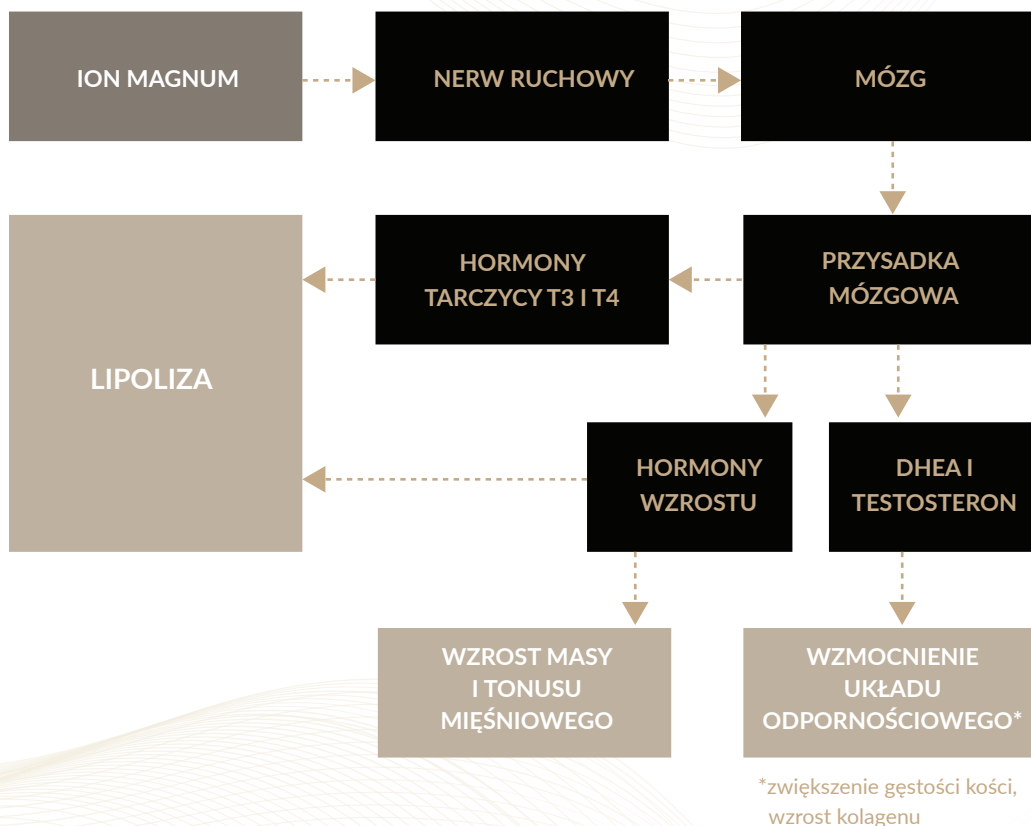 ION MAGNUM
NERW RUCHOWY
MÓZG
PRZYSADKA
MÓZGOWA
HORMONY
TARCZYCY T3 I T4
LIPOLIZA
HORMONY
WZROSTU
DHEA I
TESTOSTERON
WZROST MASY
I TONUSU
MIĘŚNIOWEGO
WZMOCNIENIE
UKŁADU
ODPORNOŚCIOWEGO*
*zwiększenie gęstości kości,
wzrost kolagenu